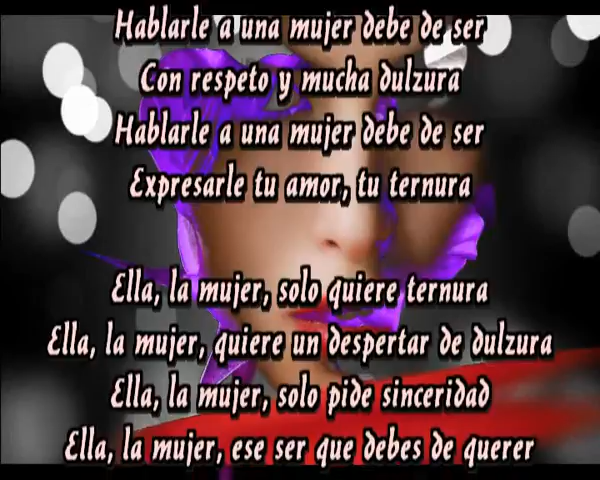 Hablarle a una mujer debe de ser
Con respeto y mucha dulzura
Hablarle a una mujer debe de ser
Expresarle tu amor, tu ternura
Ella, la mujer, solo quiere ternura
Ella, la mujer, quiere un despertar de dulzura
Ella, la mujer, solo pide sinceridad
Ella, la mujer, ese ser que debes de querer